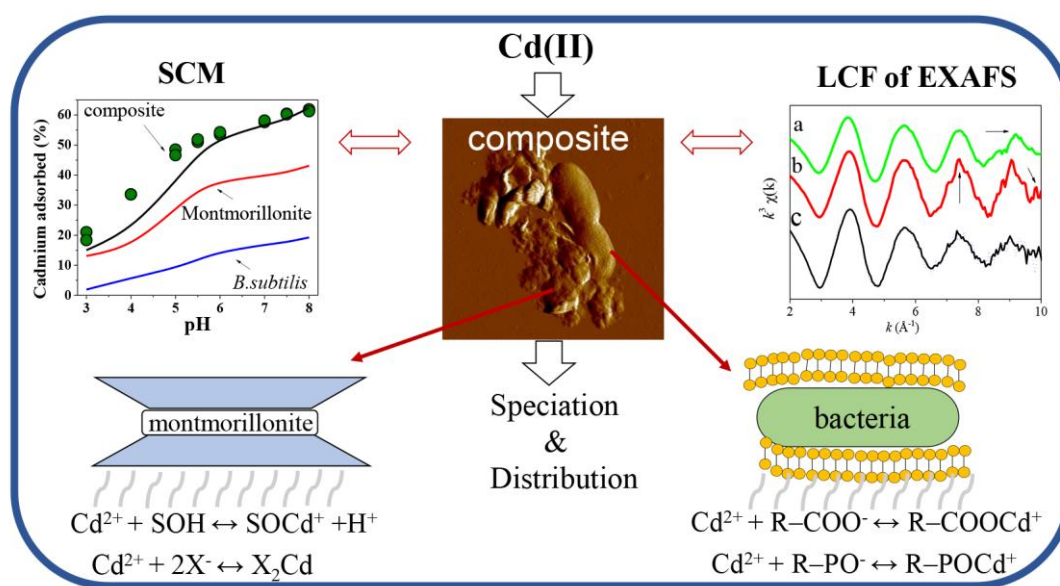 Cd(II)
SCM
composite
Montmorillonite
B.subtilis
Cadmium adsorbed (%)
60
50
40
30
20
10
0
3
4
5
6
7
8
pH
composite
LCF of EXAFS
a
b
c
k³ χ(k)
2
4
6
8
10
k (Å⁻¹)
montmorillonite
Cd²⁺ + SOH ↔ SOCd⁺ +H⁺
Cd²⁺ + 2X⁻ ↔ X₂Cd
Speciation
&
Distribution
bacteria
Cd²⁺ + R–COO⁻ ↔ R–COOCd⁺
Cd²⁺ + R–PO⁻ ↔ R–POCd⁺